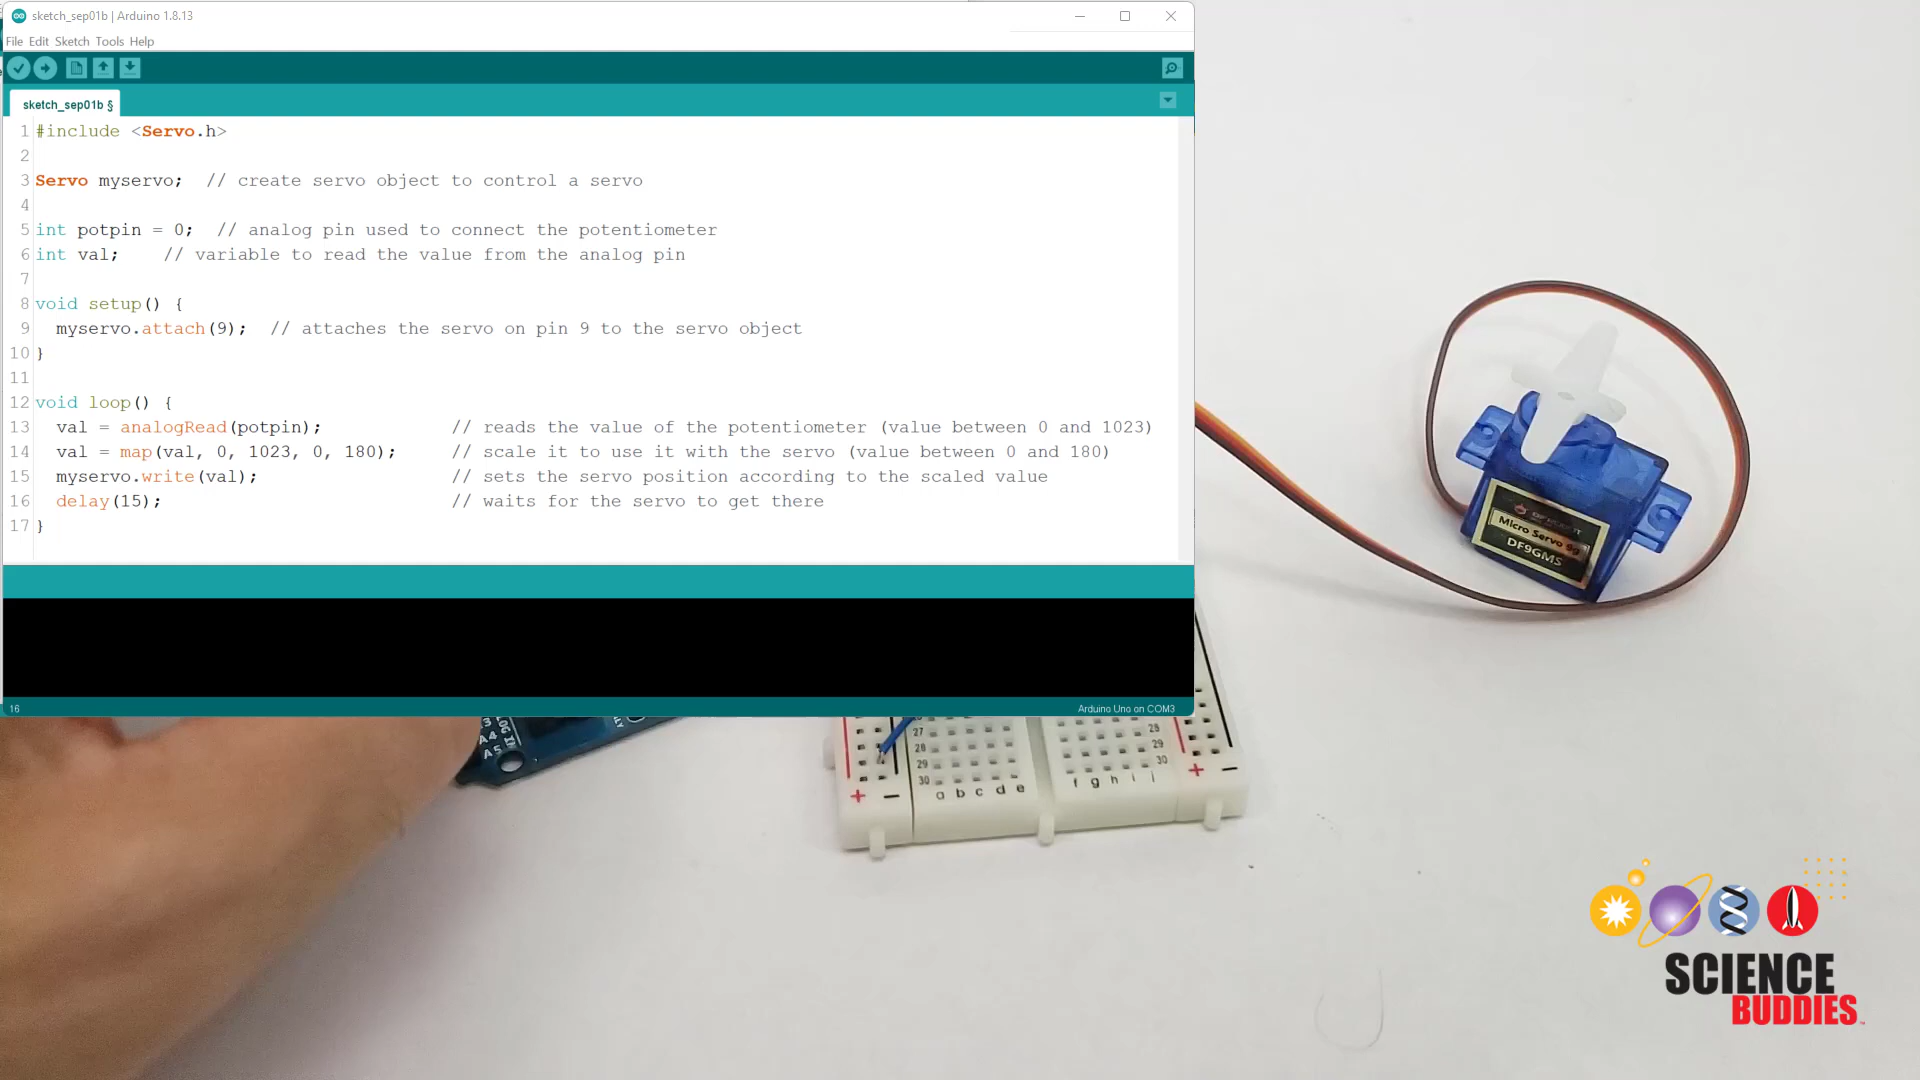 sketch_sep01b | Arduino 1.8.13
File Edit Sketch Tools Help
sketch_sep01b §
1 #include <Servo.h>
2
3 Servo myservo;  // create servo object to control a servo
4
5 int potpin = 0;  // analog pin used to connect the potentiometer
6 int val;    // variable to read the value from the analog pin
7
8 void setup() {
9   myservo.attach(9);  // attaches the servo on pin 9 to the servo object
10 }
11
12 void loop() {
13   val = analogRead(potpin);            // reads the value of the potentiometer (value between 0 and 1023)
14   val = map(val, 0, 1023, 0, 180);     // scale it to use it with the servo (value between 0 and 180)
15   myservo.write(val);                  // sets the servo position according to the scaled value
16   delay(15);                           // waits for the servo to get there
17 }
16
Arduino Uno on COM3
Micro Servo 9g
DF9GMS
A4
A5
27
28
29
30
28
29
30
+ −
a b c d e
f g h i j
+ −
SCIENCE
BUDDIES